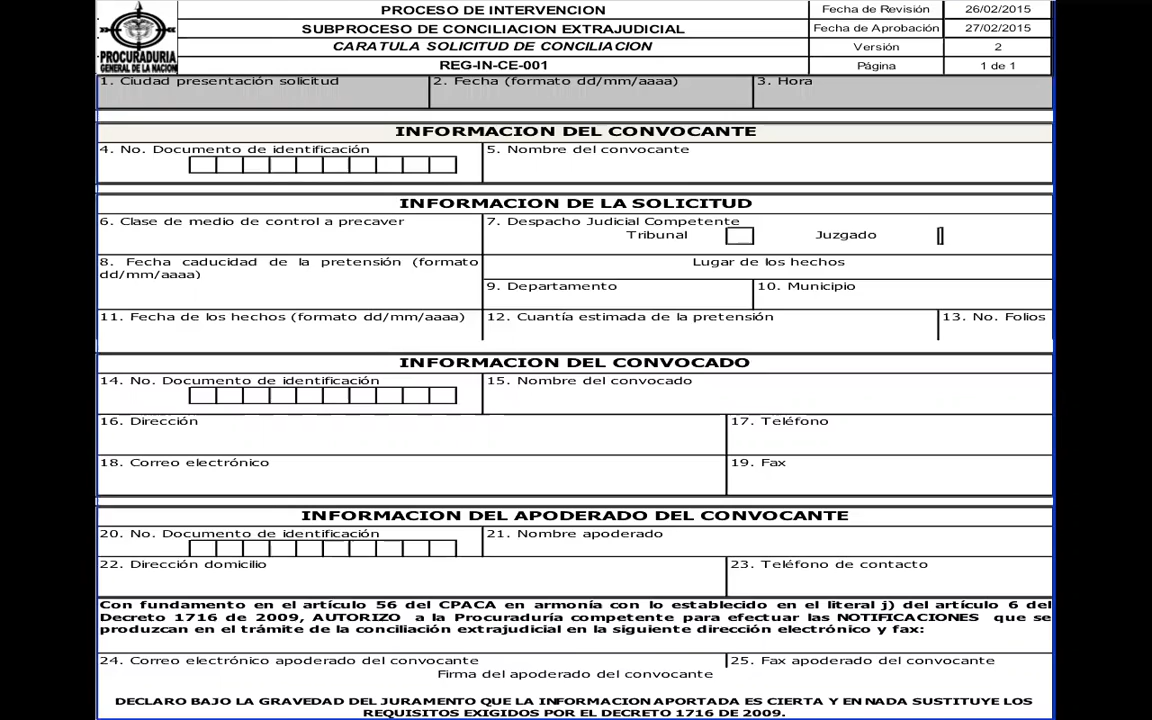 PROCURADURIA
GENERAL DE LA NACION
PROCESO DE INTERVENCION
SUBPROCESO DE CONCILIACION EXTRAJUDICIAL
CARATULA SOLICITUD DE CONCILIACION
REG-IN-CE-001
Fecha de Revisión 26/02/2015
Fecha de Aprobación 27/02/2015
Versión 2
Página 1 de 1
1. Ciudad presentación solicitud 2. Fecha (formato dd/mm/aaaa) 3. Hora
INFORMACION DEL CONVOCANTE
4. No. Documento de identificación 5. Nombre del convocante
INFORMACION DE LA SOLICITUD
6. Clase de medio de control a precaver 7. Despacho Judicial Competente
Tribunal Juzgado
8. Fecha caducidad de la pretensión (formato
dd/mm/aaaa)
Lugar de los hechos
9. Departamento 10. Municipio
11. Fecha de los hechos (formato dd/mm/aaaa) 12. Cuantía estimada de la pretensión 13. No. Folios
INFORMACION DEL CONVOCADO
14. No. Documento de identificación 15. Nombre del convocado
16. Dirección 17. Teléfono
18. Correo electrónico 19. Fax
INFORMACION DEL APODERADO DEL CONVOCANTE
20. No. Documento de identificación 21. Nombre apoderado
22. Dirección domicilio 23. Teléfono de contacto
Con fundamento en el artículo 56 del CPACA en armonía con lo establecido en el literal j) del artículo 6 del
Decreto 1716 de 2009, AUTORIZO a la Procuraduría competente para efectuar las NOTIFICACIONES que se
produzcan en el trámite de la conciliación extrajudicial en la siguiente dirección electrónico y fax:
24. Correo electrónico apoderado del convocante 25. Fax apoderado del convocante
Firma del apoderado del convocante
DECLARO BAJO LA GRAVEDAD DEL JURAMENTO QUE LA INFORMACION APORTADA ES CIERTA Y EN NADA SUSTITUYE LOS
REQUISITOS EXIGIDOS POR EL DECRETO 1716 DE 2009.